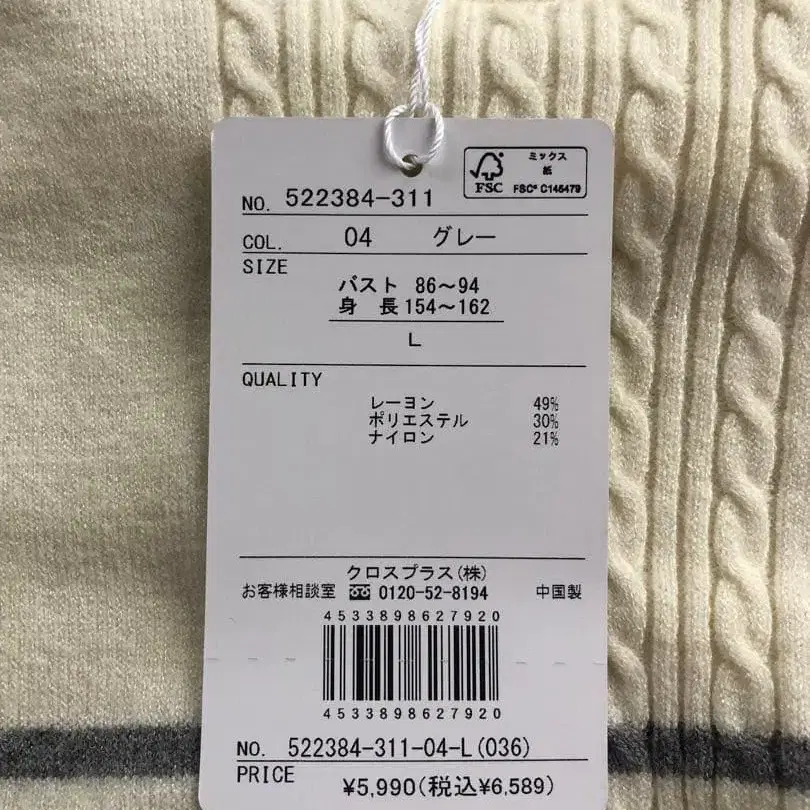 ミックス
紙
FSC
FSC® C145479
NO. 522384-311
COL. 04 グレー
SIZE
バスト 86～94
身 長 154～162
L
QUALITY
レーヨン 49%
ポリエステル 30%
ナイロン 21%
クロスプラス(株)
お客様相談室 0120-52-8194 中国製
4533898627920
4533898627920
NO. 522384-311-04-L(036)
PRICE ¥5,990(税込¥6,589)